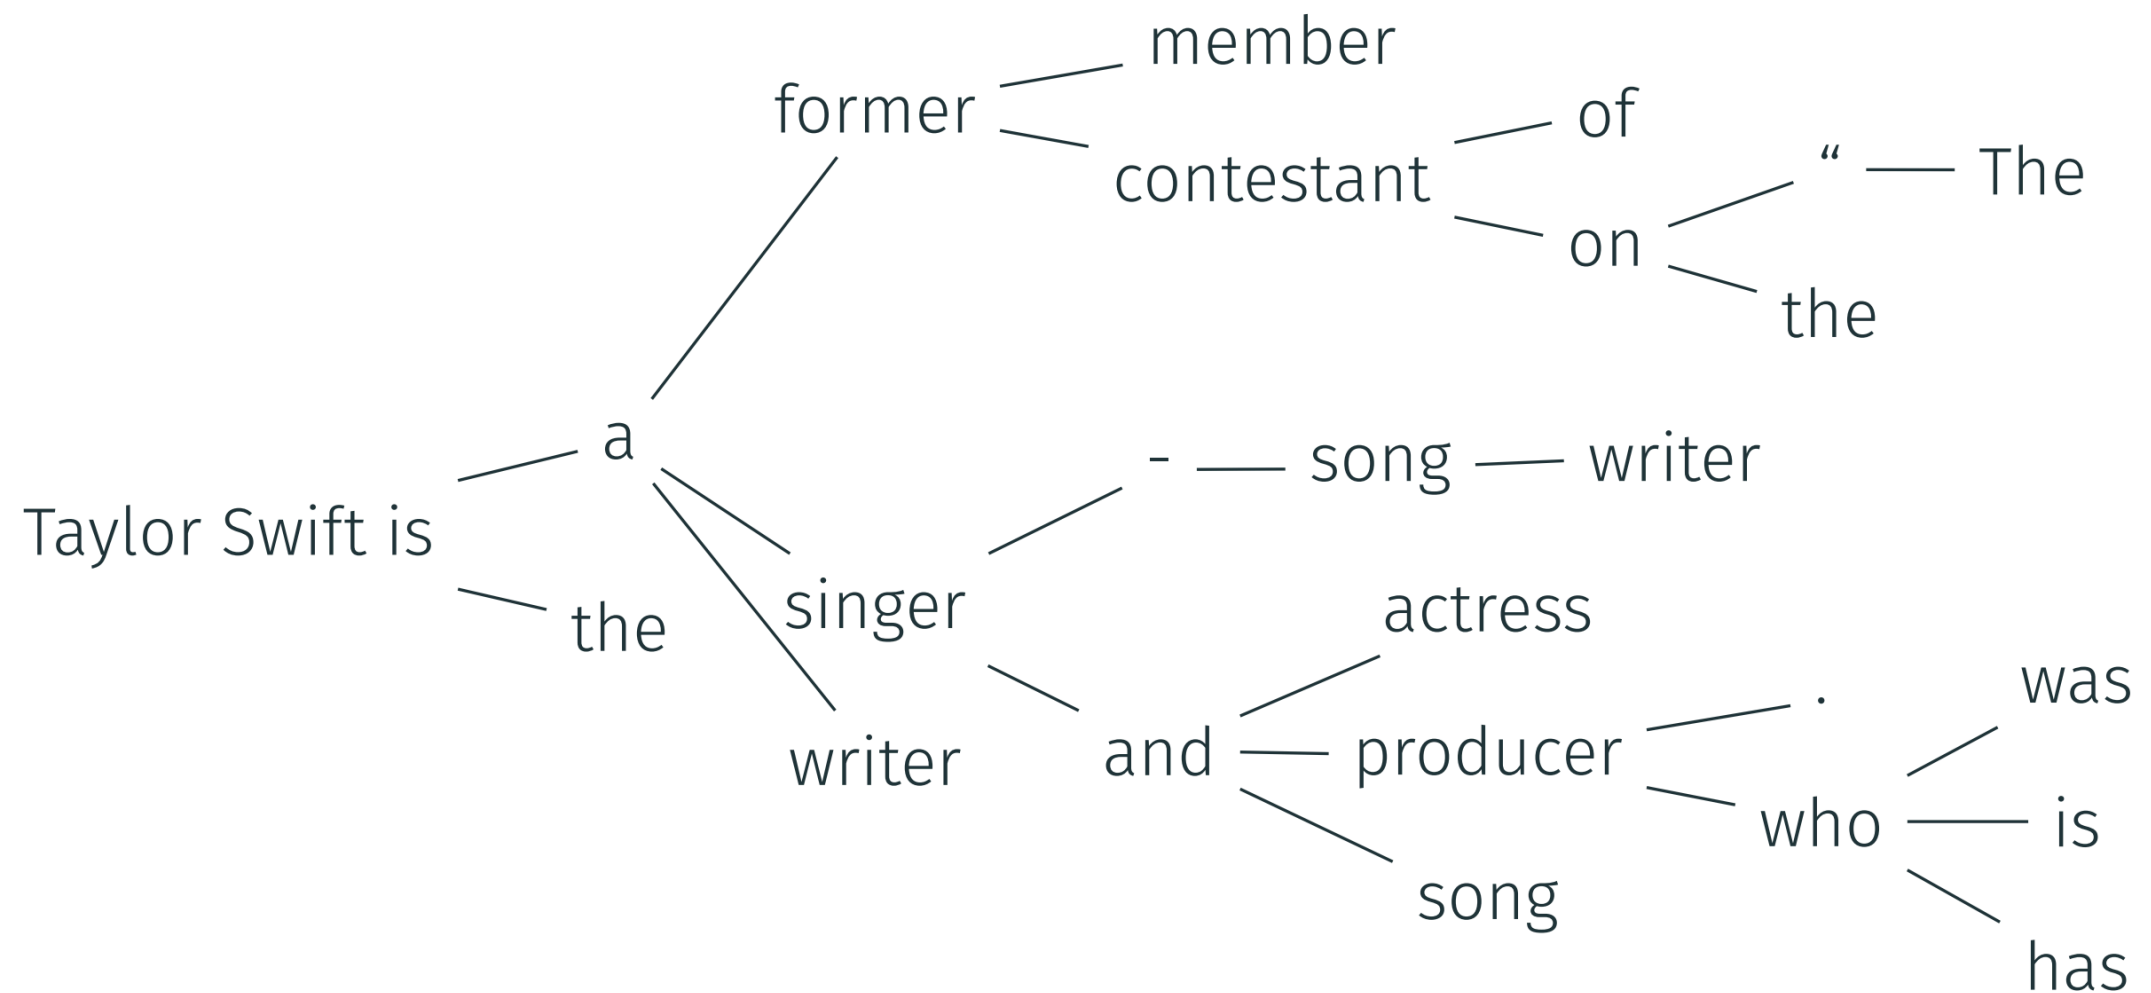 member
former
of
contestant
“
The
on
the
a
-
song
writer
Taylor Swift is
singer
actress
the
was
.
and
producer
writer
who
is
song
has